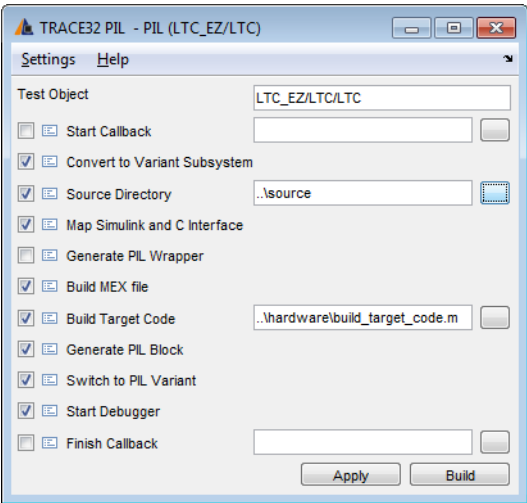 TRACE32 PIL - PIL (LTC_EZ/LTC)
Settings Help
Test Object LTC_EZ/LTC/LTC
Start Callback
Convert to Variant Subsystem
Source Directory ..\source
Map Simulink and C Interface
Generate PIL Wrapper
Build MEX file
Build Target Code ..\hardware\build_target_code.m
Generate PIL Block
Switch to PIL Variant
Start Debugger
Finish Callback
Apply Build